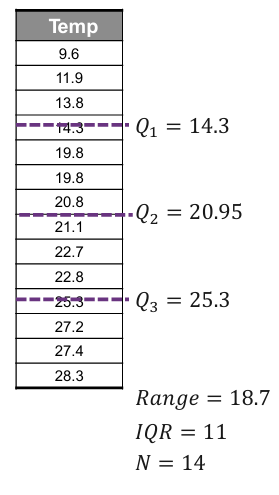 Temp
9.6
11.9
13.8
14.3
Q₁ = 14.3
19.8
19.8
20.8
Q₂ = 20.95
21.1
22.7
22.8
25.3
Q₃ = 25.3
27.2
27.4
28.3
Range = 18.7
IQR = 11
N = 14